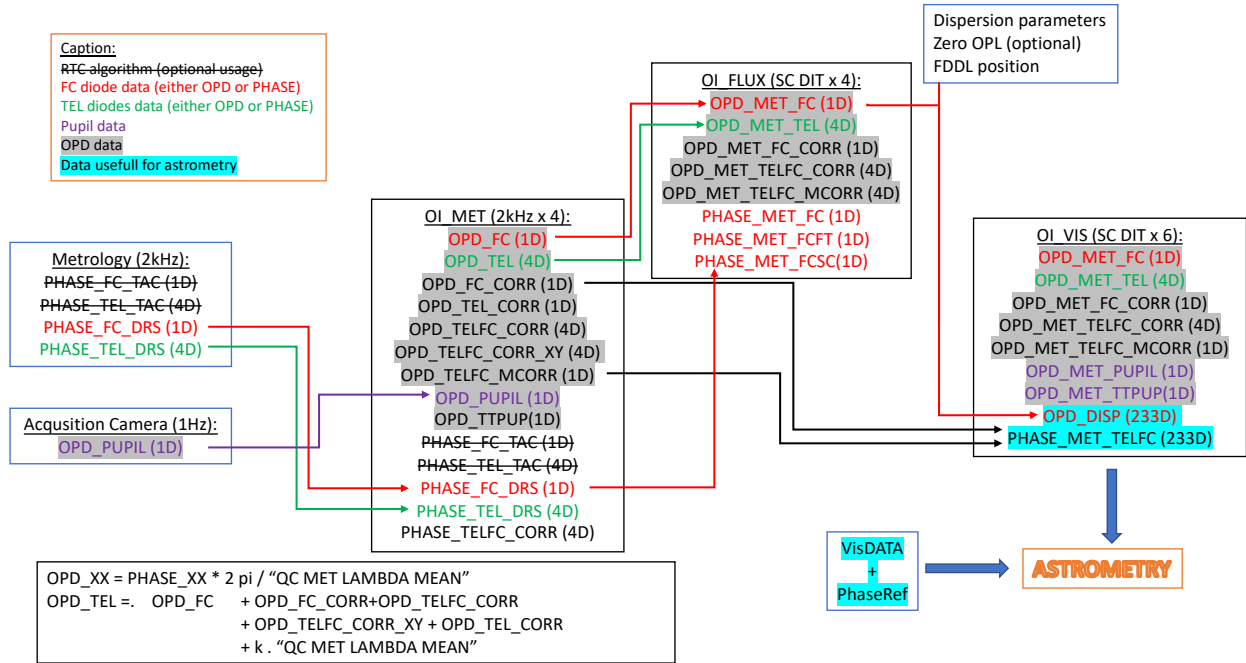 Caption:
RTC algorithm (optional usage)
FC diode data (either OPD or PHASE)
TEL diodes data (either OPD or PHASE)
Pupil data
OPD data
Data usefull for astrometry
Metrology (2kHz):
PHASE_FC_TAC (1D)
PHASE_TEL_TAC (4D)
PHASE_FC_DRS (1D)
PHASE_TEL_DRS (4D)
Acqusition Camera (1Hz):
OPD_PUPIL (1D)
OI_MET (2kHz x 4):
OPD_FC (1D)
OPD_TEL (4D)
OPD_FC_CORR (1D)
OPD_TEL_CORR (1D)
OPD_TELFC_CORR (4D)
OPD_TELFC_CORR_XY (4D)
OPD_TELFC_MCORR (1D)
OPD_PUPIL (1D)
OPD_TTPUP(1D)
PHASE_FC_TAC (1D)
PHASE_TEL_TAC (4D)
PHASE_FC_DRS (1D)
PHASE_TEL_DRS (4D)
PHASE_TELFC_CORR (4D)
OI_FLUX (SC DIT x 4):
OPD_MET_FC (1D)
OPD_MET_TEL (4D)
OPD_MET_FC_CORR (1D)
OPD_MET_TELFC_CORR (4D)
OPD_MET_TELFC_MCORR (4D)
PHASE_MET_FC (1D)
PHASE_MET_FCFT (1D)
PHASE_MET_FCSC(1D)
Dispersion parameters
Zero OPL (optional)
FDDL position
OI_VIS (SC DIT x 6):
OPD_MET_FC (1D)
OPD_MET_TEL (4D)
OPD_MET_FC_CORR (1D)
OPD_MET_TELFC_CORR (4D)
OPD_MET_TELFC_MCORR (1D)
OPD_MET_PUPIL (1D)
OPD_MET_TTPUP(1D)
OPD_DISP (233D)
PHASE_MET_TELFC (233D)
VisDATA
+
PhaseRef
ASTROMETRY
OPD_XX = PHASE_XX * 2 pi / “QC MET LAMBDA MEAN”
OPD_TEL =. OPD_FC + OPD_FC_CORR+OPD_TELFC_CORR
+ OPD_TELFC_CORR_XY + OPD_TEL_CORR
+ k . “QC MET LAMBDA MEAN”